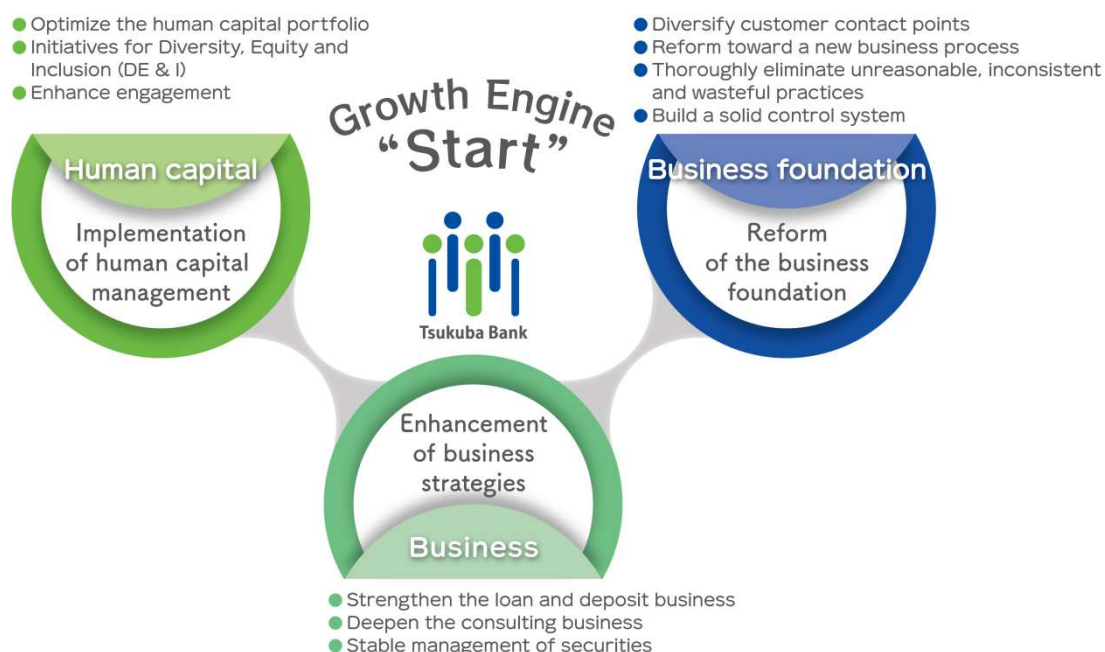 ● Optimize the human capital portfolio
● Initiatives for Diversity, Equity and
Inclusion (DE & I)
● Enhance engagement
Growth Engine
“Start”
● Diversify customer contact points
● Reform toward a new business process
● Thoroughly eliminate unreasonable, inconsistent
and wasteful practices
● Build a solid control system
Human capital
Implementation
of human capital
management
Tsukuba Bank
Business foundation
Reform
of the business
foundation
Enhancement
of business
strategies
Business
● Strengthen the loan and deposit business
● Deepen the consulting business
● Stable management of securities